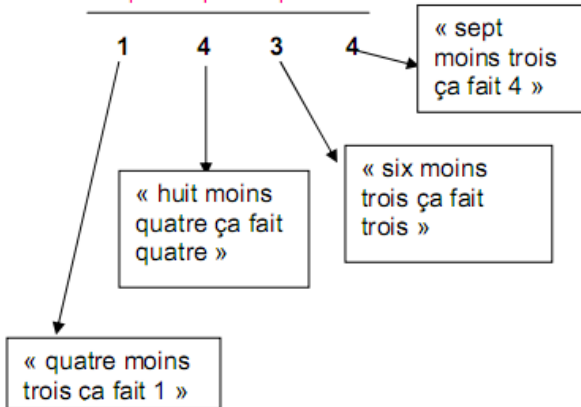 1 4 3 4
« sept
moins trois
ça fait 4 »
« six moins
trois ça fait
trois »
« huit moins
quatre ça fait
quatre »
« quatre moins
trois ca fait 1 »